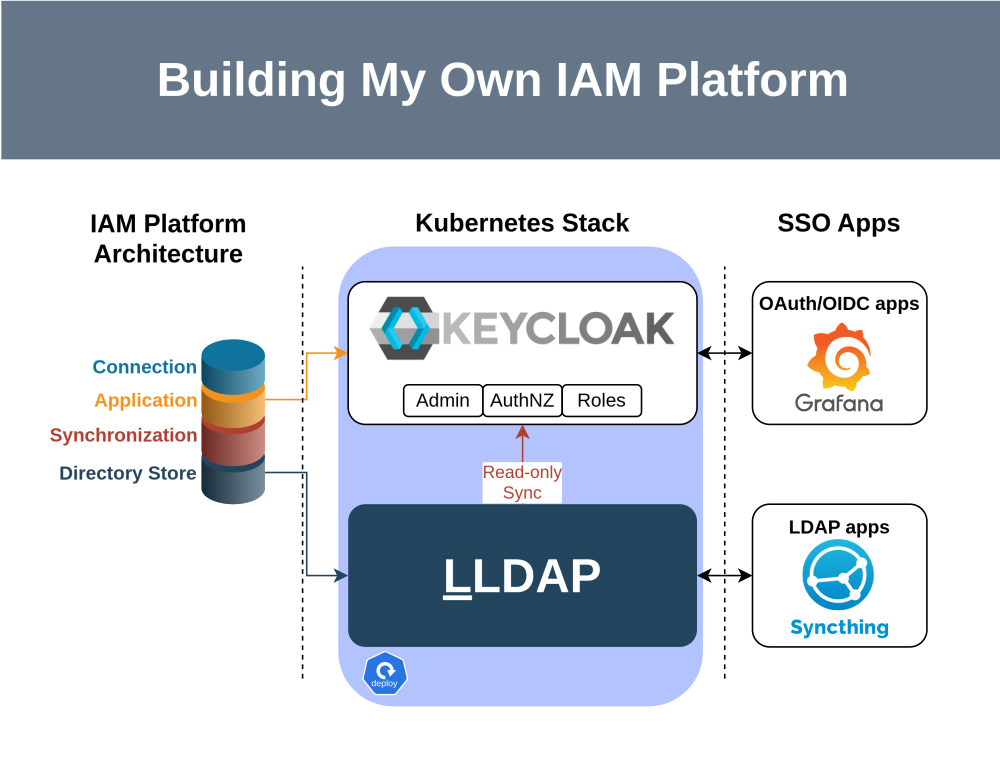 Building My Own IAM Platform
IAM Platform
Architecture
Connection
Application
Synchronization
Directory Store
Kubernetes Stack
KEYCLOAK
Admin
AuthNZ
Roles
Read-only
Sync
LLDAP
deploy
SSO Apps
OAuth/OIDC apps
Grafana
LDAP apps
Syncthing